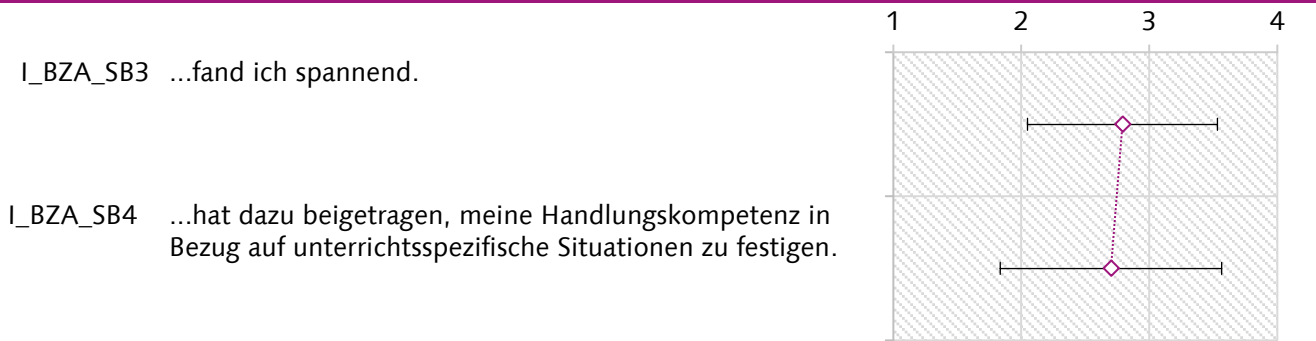 1 2 3 4
I_BZA_SB3 ...fand ich spannend.
I_BZA_SB4 ...hat dazu beigetragen, meine Handlungskompetenz in
Bezug auf unterrichtsspezifische Situationen zu festigen.